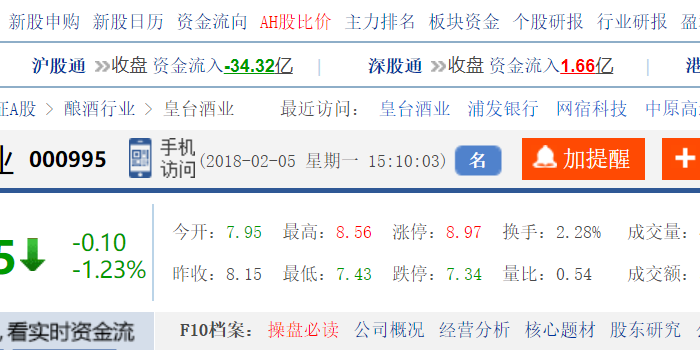 新股申购 新股日历 资金流向 AH股比价 主力排名 板块资金 个股研报 行业研报 盈
沪股通 收盘 资金流入-34.32亿 | 深股通 收盘 资金流入1.66亿 | 港
证A股 > 酿酒行业 > 皇台酒业 最近访问: 皇台酒业 浦发银行 网宿科技 中原高
业 000995 手机访问 (2018-02-05 星期一 15:10:03) 名 加提醒 +
今开: 7.95 最高: 8.56 涨停: 8.97 换手: 2.28% 成交量:
5 -0.10
-1.23%
昨收: 8.15 最低: 7.43 跌停: 7.34 量比: 0.54 成交额:
,看实时资金流 F10档案: 操盘必读 公司概况 经营分析 核心题材 股东研究